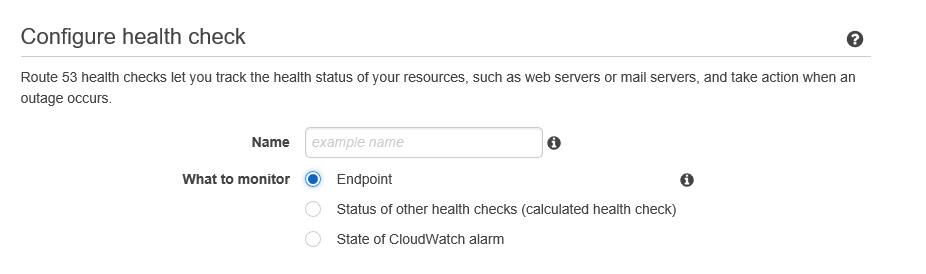 Configure health check
Route 53 health checks let you track the health status of your resources, such as web servers or mail servers, and take action when an
outage occurs.
Name example name
What to monitor Endpoint
Status of other health checks (calculated health check)
State of CloudWatch alarm